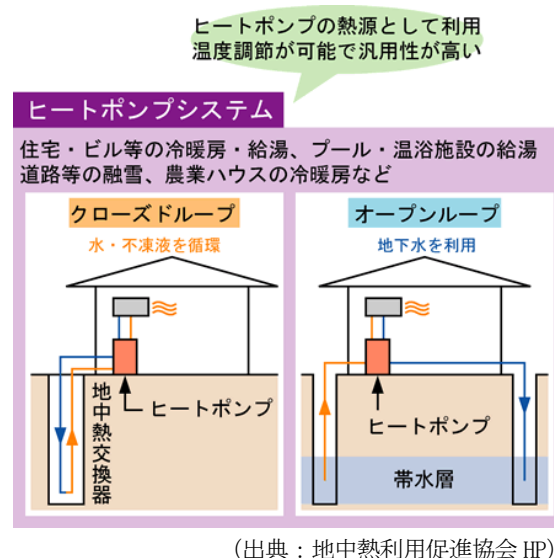 ヒートポンプの熱源として利用
温度調節が可能で汎用性が高い
ヒートポンプシステム
住宅・ビル等の冷暖房・給湯、プール・温浴施設の給湯
道路等の融雪、農業ハウスの冷暖房など
クローズドループ
水・不凍液を循環
地中熱交換器
ヒートポンプ
オープンループ
地下水を利用
ヒートポンプ
帯水層
(出典：地中熱利用促進協会 HP)